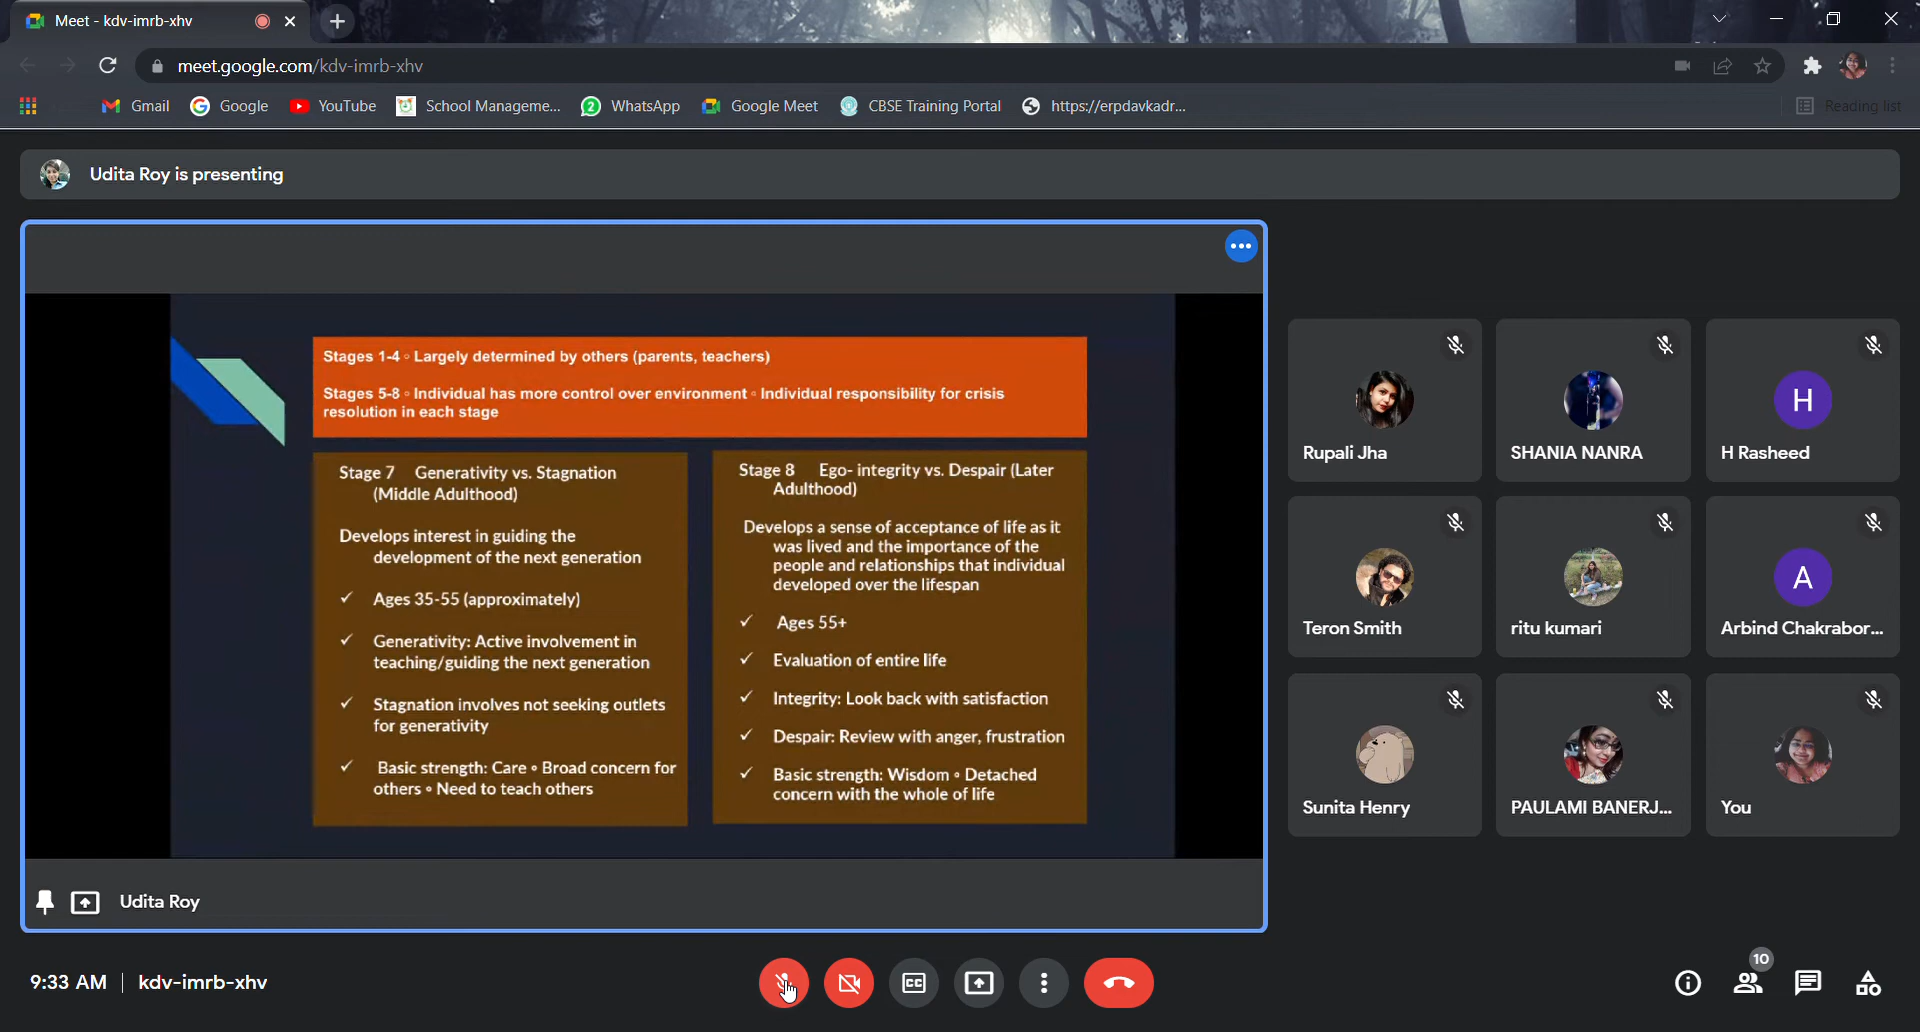 Meet - kdv-imrb-xhv
meet.google.com/kdv-imrb-xhv
Gmail
Google
YouTube
School Manageme...
WhatsApp
Google Meet
CBSE Training Portal
https://erpdavkadr...
Reading list
Udita Roy is presenting
Stages 1-4 ◦ Largely determined by others (parents, teachers)
Stages 5-8 ◦ Individual has more control over environment ◦ Individual responsibility for crisis
resolution in each stage
Stage 7 Generativity vs. Stagnation
(Middle Adulthood)
Develops interest in guiding the
development of the next generation
✓ Ages 35-55 (approximately)
✓ Generativity: Active involvement in
teaching/guiding the next generation
✓ Stagnation involves not seeking outlets
for generativity
✓ Basic strength: Care ◦ Broad concern for
others ◦ Need to teach others
Stage 8 Ego- integrity vs. Despair (Later
Adulthood)
Develops a sense of acceptance of life as it
was lived and the importance of the
people and relationships that individual
developed over the lifespan
✓ Ages 55+
✓ Evaluation of entire life
✓ Integrity: Look back with satisfaction
✓ Despair: Review with anger, frustration
✓ Basic strength: Wisdom ◦ Detached
concern with the whole of life
Udita Roy
Rupali Jha
SHANIA NANRA
H
H Rasheed
Teron Smith
ritu kumari
A
Arbind Chakrabor...
Sunita Henry
PAULAMI BANERJ...
You
9:33 AM | kdv-imrb-xhv
CC
10